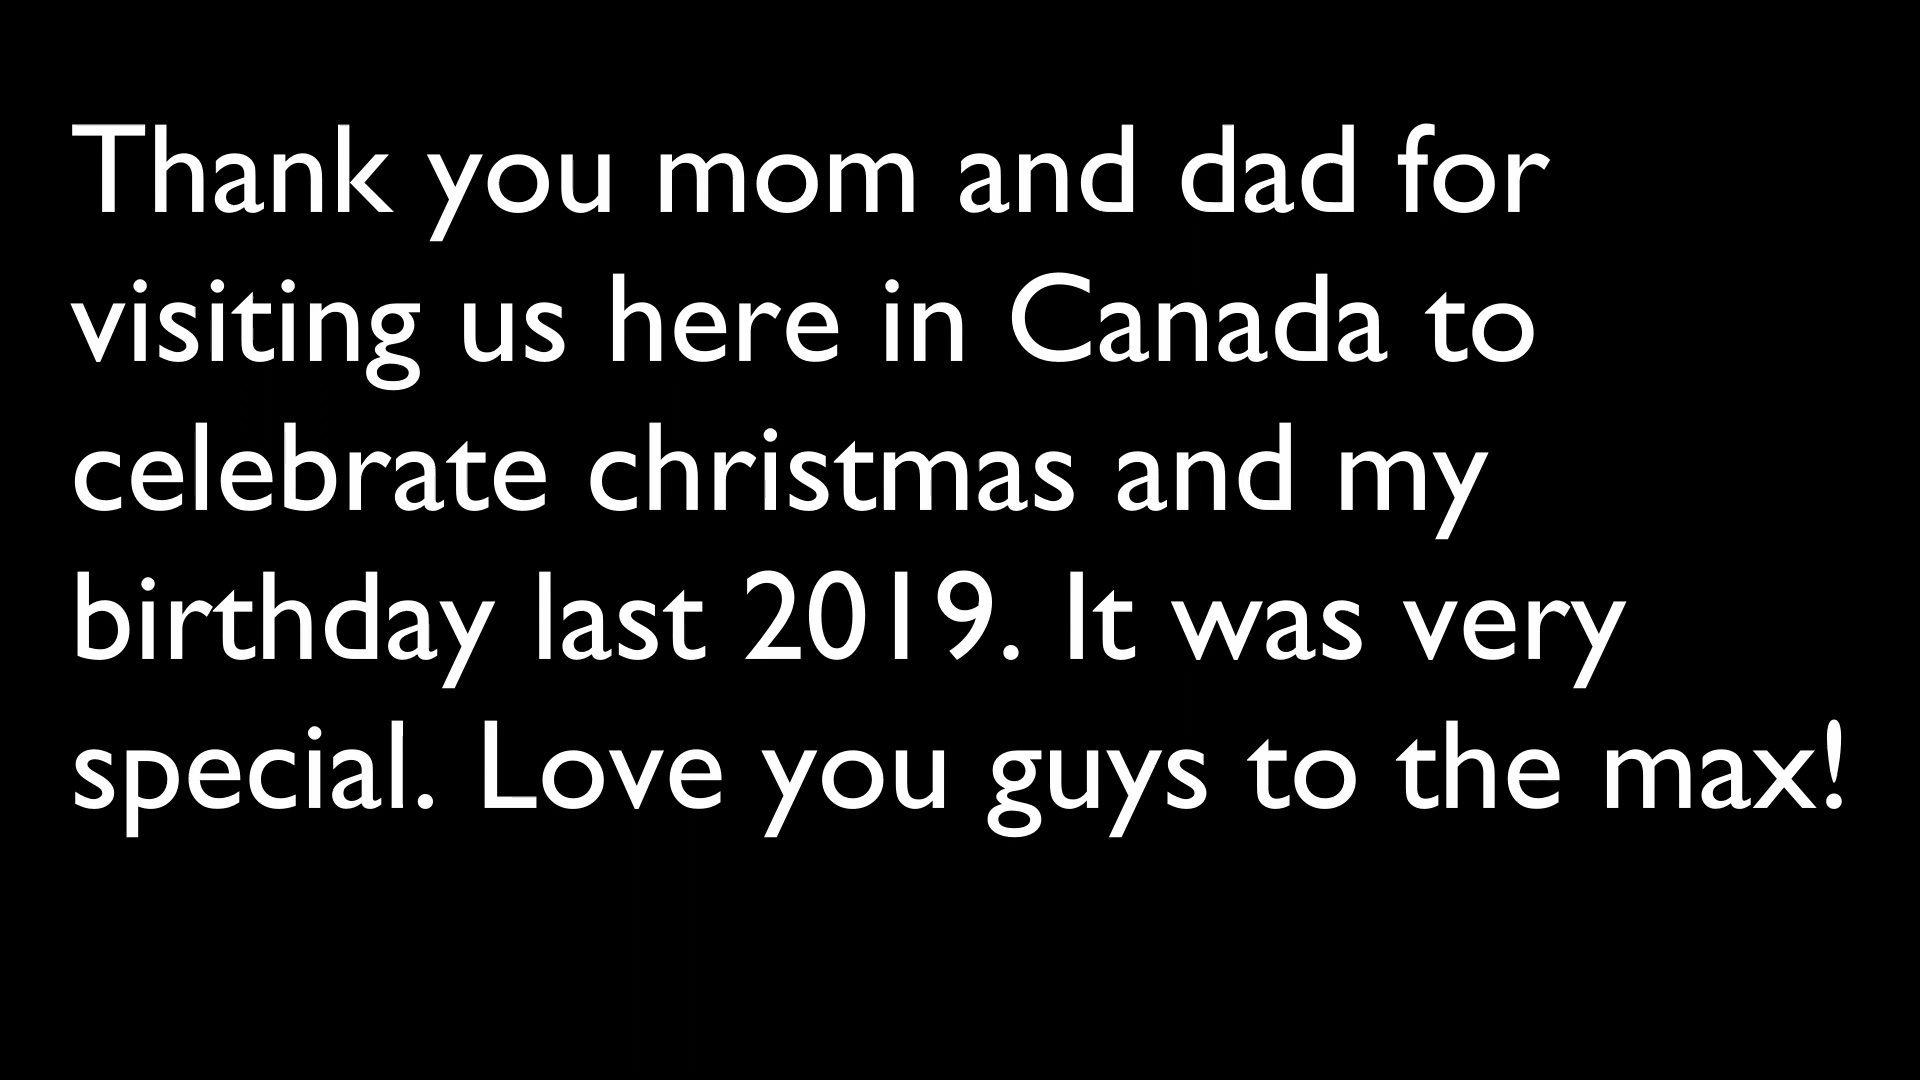 Thank you mom and dad for
visiting us here in Canada to
celebrate christmas and my
birthday last 2019. It was very
special. Love you guys to the max!